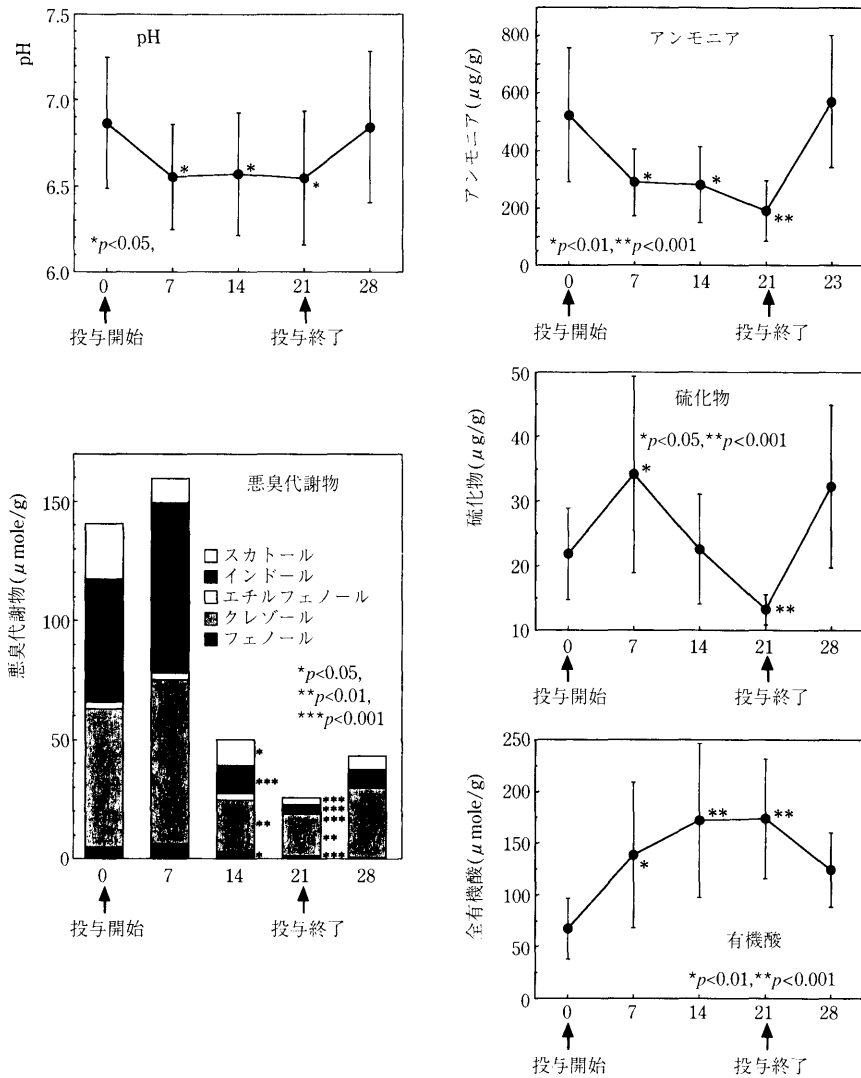 pH
7.5
7.0
6.5
6.0
pH
*
*
*
*p<0.05,
0
7
14
21
28
投与開始
投与終了
アンモニア(μg/g)
800
600
400
200
0
アンモニア
*
*
**
*p<0.01,**p<0.001
0
7
14
21
23
投与開始
投与終了
悪臭代謝物(μ mole/g)
150
100
50
0
悪臭代謝物
スカトール
インドール
エチルフェノール
クレゾール
フェノール
*p<0.05,
**p<0.01,
***p<0.001
*
***
**
*
***
***
***
**
***
0
7
14
21
28
投与開始
投与終了
硫化物(μg/g)
50
40
30
20
10
硫化物
*p<0.05,**p<0.001
*
**
0
7
14
21
28
投与開始
投与終了
全有機酸(μ mole/g)
250
200
150
100
50
0
*
**
**
有機酸
*p<0.01,**p<0.001
0
7
14
21
28
投与開始
投与終了